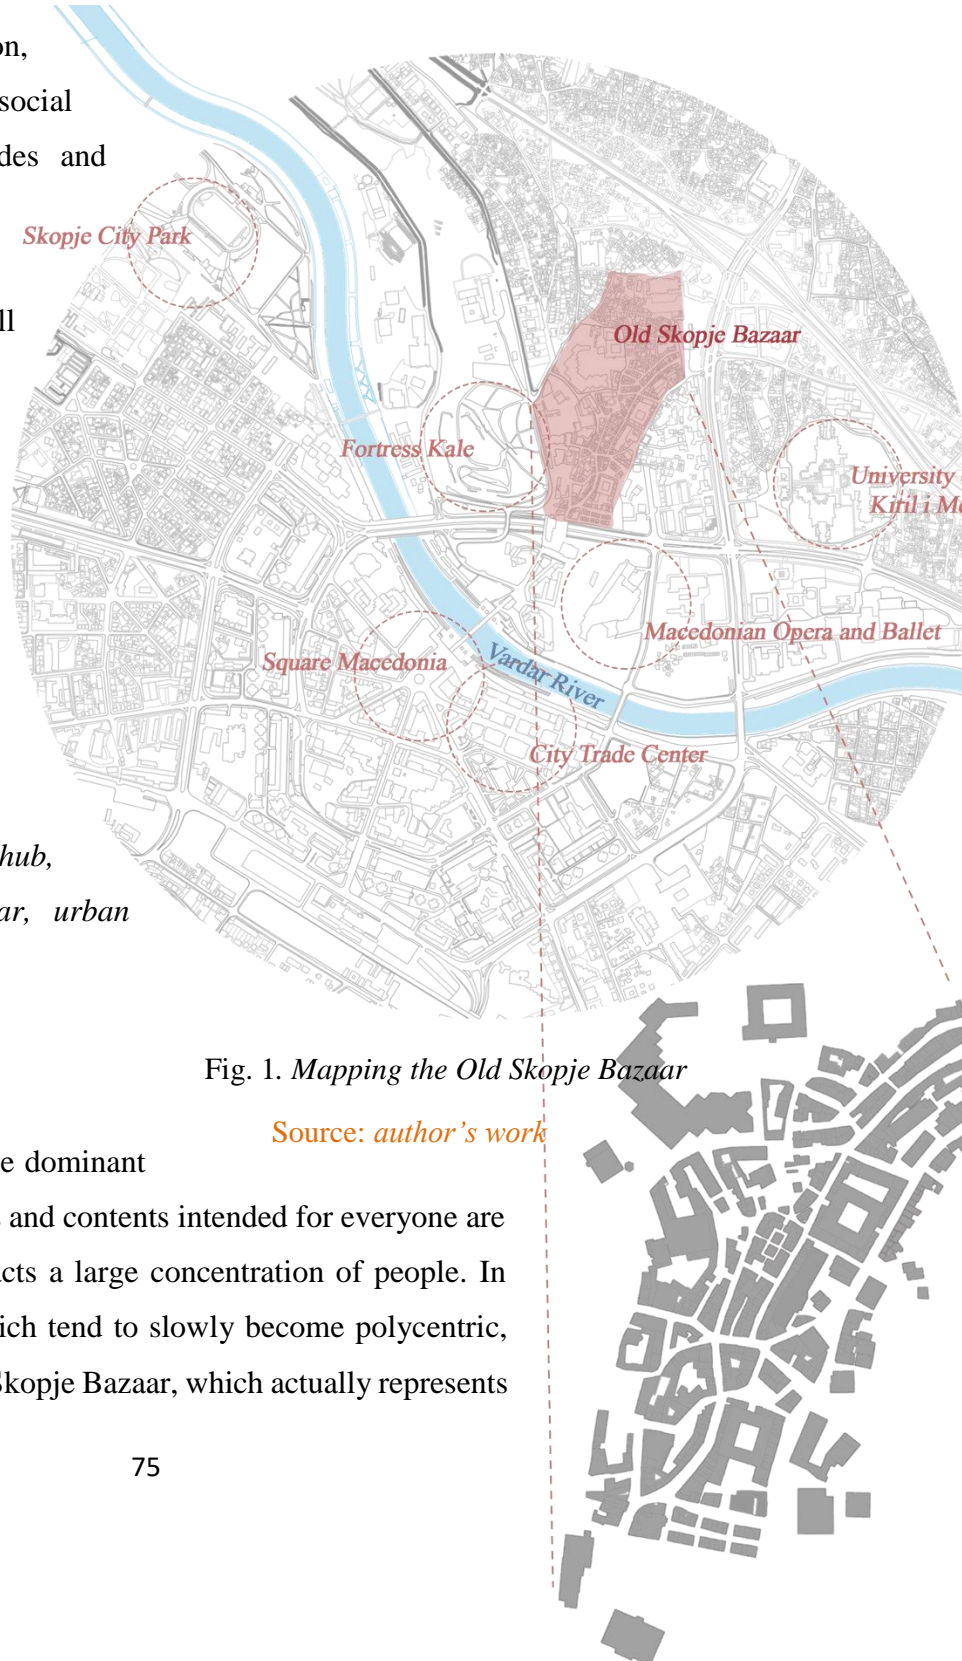 on,
social
des and
Skopje City Park
ll
Old Skopje Bazaar
Fortress Kale
University
Kiril i M
Macedonian Opera and Ballet
Square Macedonia
Vardar River
City Trade Center
hub,
ar, urban
Fig. 1. Mapping the Old Skopje Bazaar
Source: author's work
e dominant
s and contents intended for everyone are
acts a large concentration of people. In
ich tend to slowly become polycentric,
Skopje Bazaar, which actually represents
75